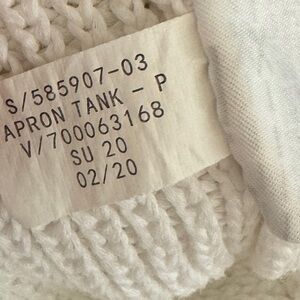 S/585907-03
APRON TANK - P
V/700063168
SU 20
02/20